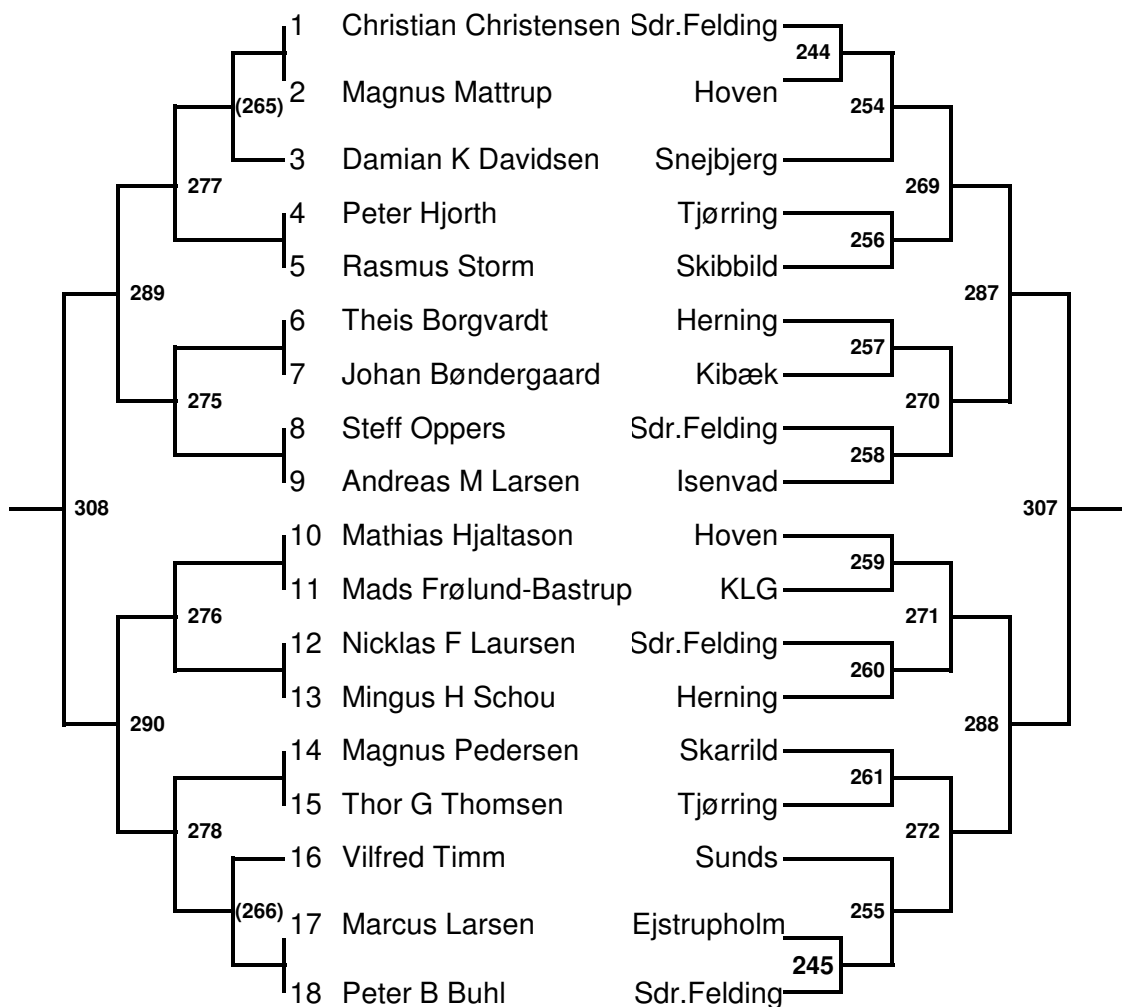 1 Christian Christensen Sdr.Felding
244
2 Magnus Mattrup Hoven
(265) 254
3 Damian K Davidsen Snejbjerg
277 269
4 Peter Hjorth Tjørring
256
5 Rasmus Storm Skibbild
289 287
6 Theis Borgvardt Herning
257
7 Johan Bøndergaard Kibæk
275 270
8 Steff Oppers Sdr.Felding
258
9 Andreas M Larsen Isenvad
308 307
10 Mathias Hjaltason Hoven
259
11 Mads Frølund-Bastrup KLG
276 271
12 Nicklas F Laursen Sdr.Felding
260
13 Mingus H Schou Herning
290 288
14 Magnus Pedersen Skarrild
261
15 Thor G Thomsen Tjørring
278 272
16 Vilfred Timm Sunds
(266) 255
17 Marcus Larsen Ejstrupholm
245
18 Peter B Buhl Sdr.Felding